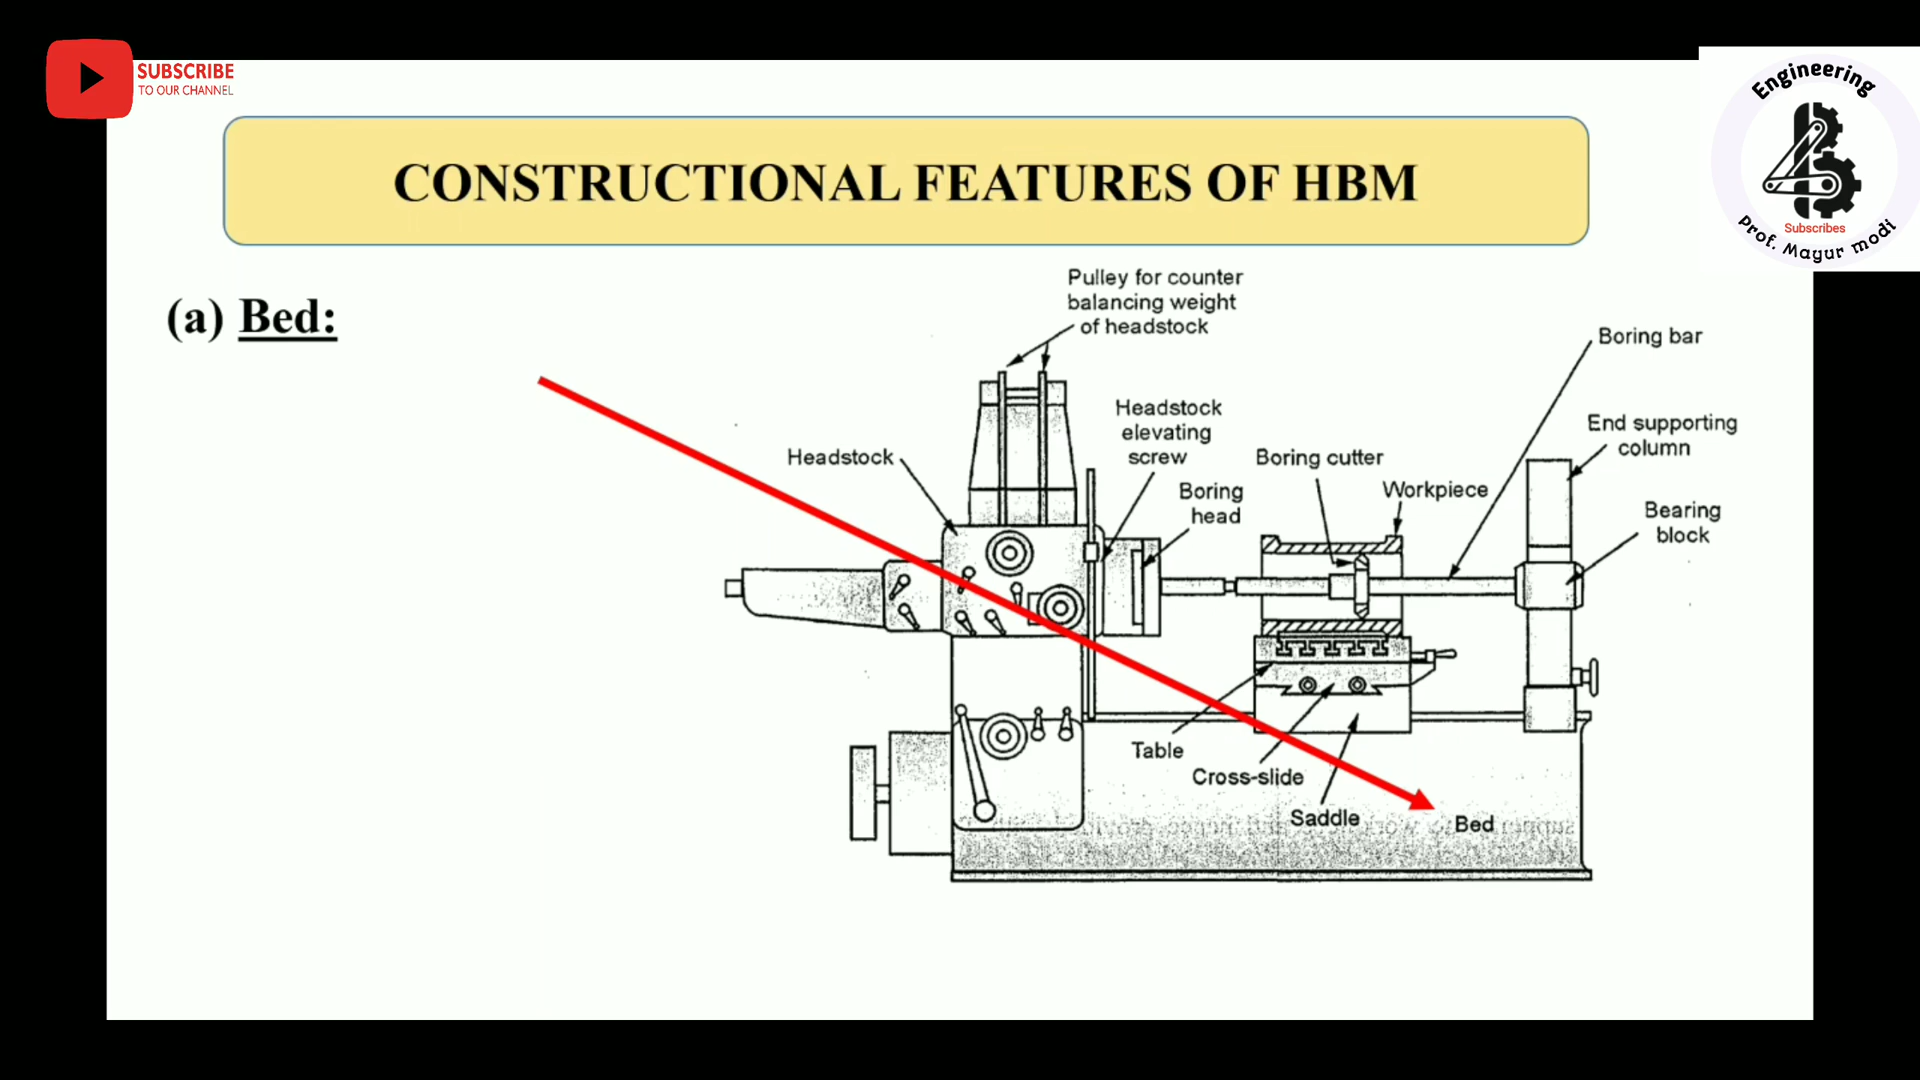 SUBSCRIBE
TO OUR CHANNEL
Engineering
Subscribes
Prof. Mayur modi
CONSTRUCTIONAL FEATURES OF HBM
(a) Bed:
Pulley for counter
balancing weight
of headstock
Boring bar
Headstock
elevating
screw
End supporting
column
Headstock
Boring cutter
Workpiece
Boring
head
Bearing
block
Table
Cross-slide
Saddle
Bed